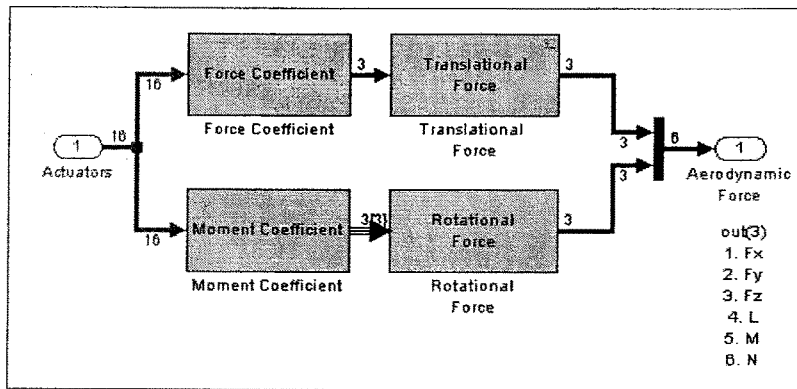 Force Coefficient
3
Translational
Force
3
16
Force Coefficient
Translational
Force
1
16
Actuators
3
3
6
1
Aerodynamic
Force
16
Moment Coefficient
3{3}
Rotational
Force
3
Moment Coefficient
Rotational
Force
out(3)
1. Fx
2. Fy
3. Fz
4. L
5. M
6. N